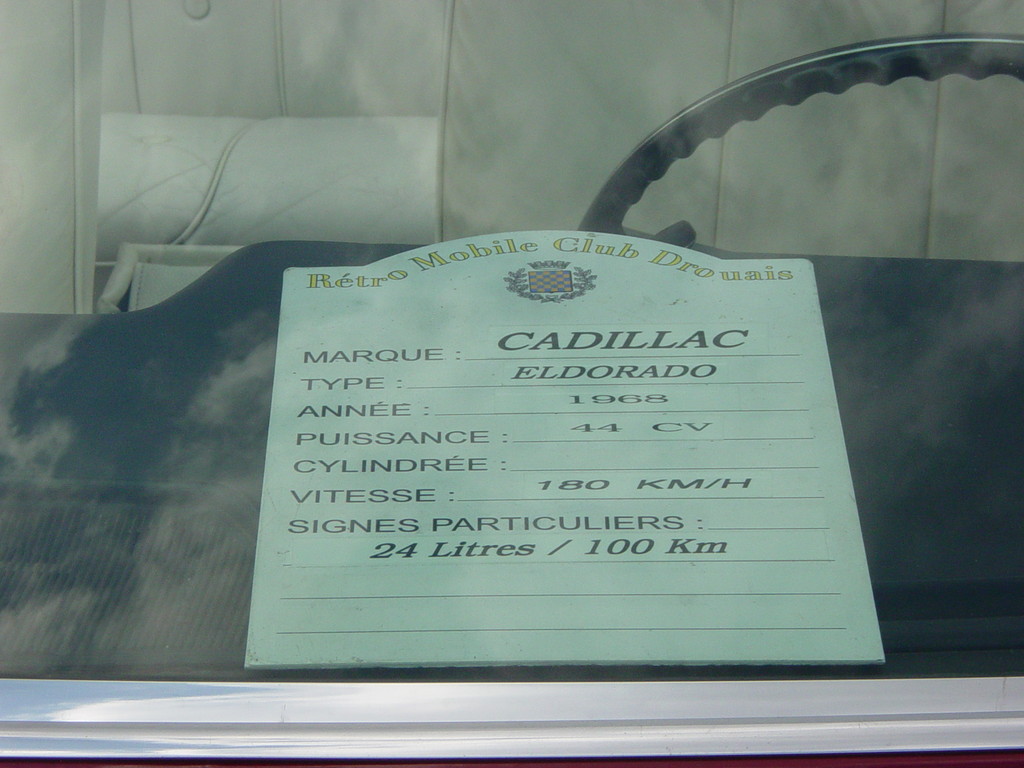 Rétro Mobile Club Drouais
MARQUE : CADILLAC
TYPE : ELDORADO
ANNÉE : 1968
PUISSANCE : 44 CV
CYLINDRÉE :
VITESSE : 180 KM/H
SIGNES PARTICULIERS :
24 Litres / 100 Km